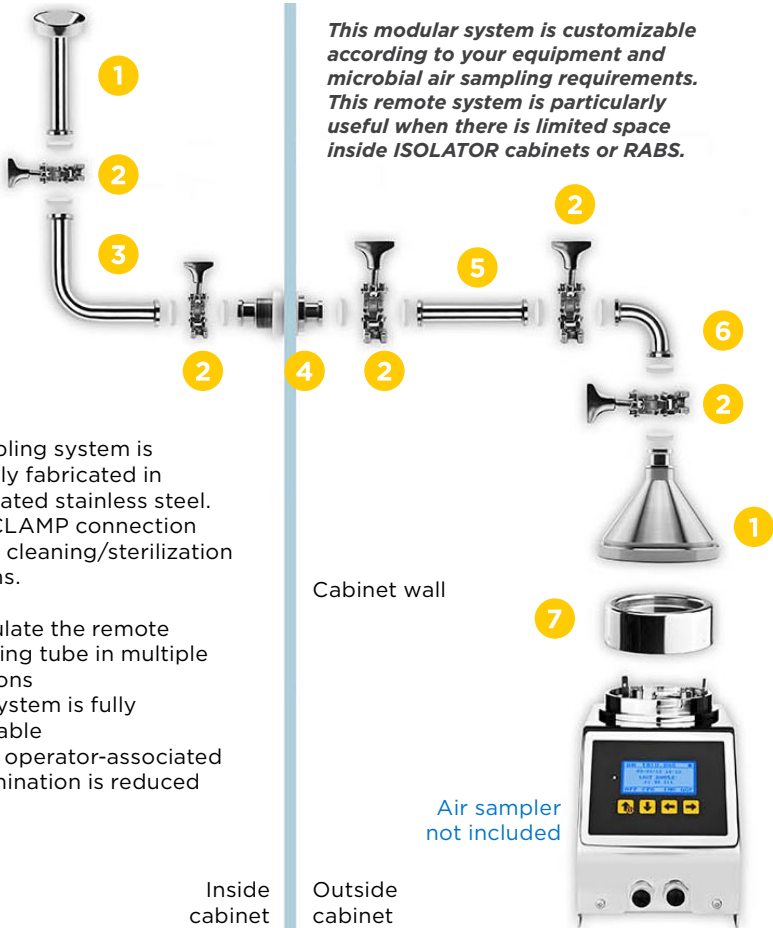 This modular system is customizable
according to your equipment and
microbial air sampling requirements.
This remote system is particularly
useful when there is limited space
inside ISOLATOR cabinets or RABS.
1
2
3
2
4
2
5
2
6
2
1
7
pling system is
ly fabricated in
ated stainless steel.
CLAMP connection
cleaning/sterilization
ns.
ulate the remote
ing tube in multiple
ons
ystem is fully
able
operator-associated
mination is reduced
Cabinet wall
Air sampler
not included
Inside
cabinet
Outside
cabinet